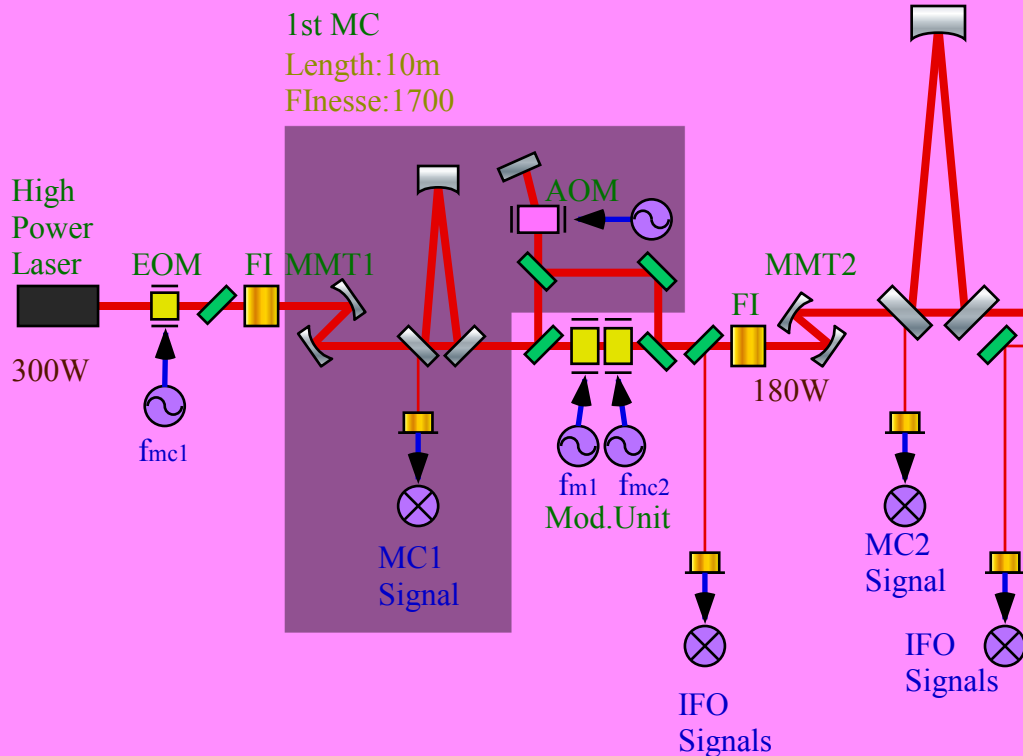 1st MC
Length:10m
FInesse:1700
High
Power
Laser
300W
EOM
fmc1
FI
MMT1
AOM
MC1
Signal
fm1
fmc2
Mod.Unit
FI
180W
MMT2
IFO
Signals
MC2
Signal
IFO
Signals